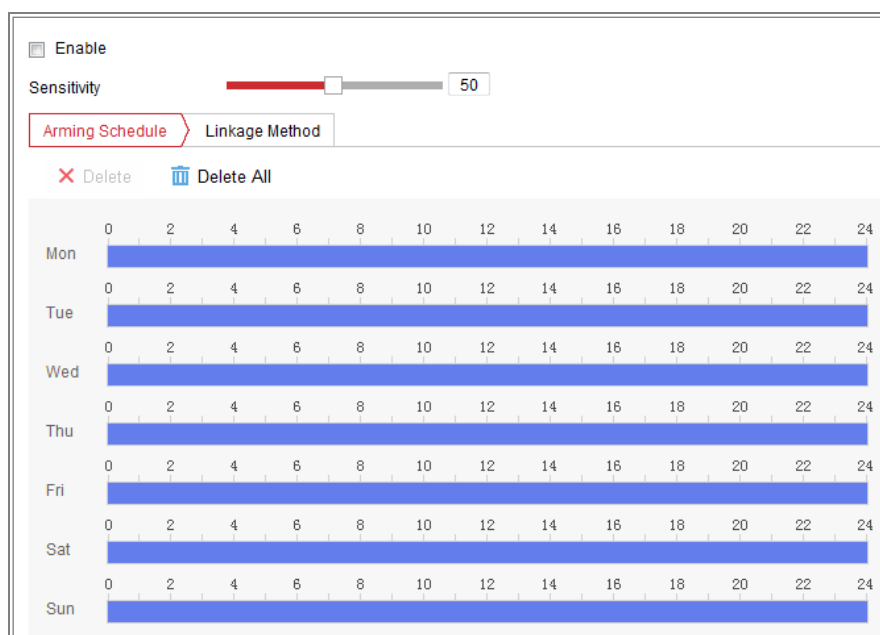 Enable
Sensitivity 50
Arming Schedule Linkage Method
Delete Delete All
0 2 4 6 8 10 12 14 16 18 20 22 24
Mon
0 2 4 6 8 10 12 14 16 18 20 22 24
Tue
0 2 4 6 8 10 12 14 16 18 20 22 24
Wed
0 2 4 6 8 10 12 14 16 18 20 22 24
Thu
0 2 4 6 8 10 12 14 16 18 20 22 24
Fri
0 2 4 6 8 10 12 14 16 18 20 22 24
Sat
0 2 4 6 8 10 12 14 16 18 20 22 24
Sun